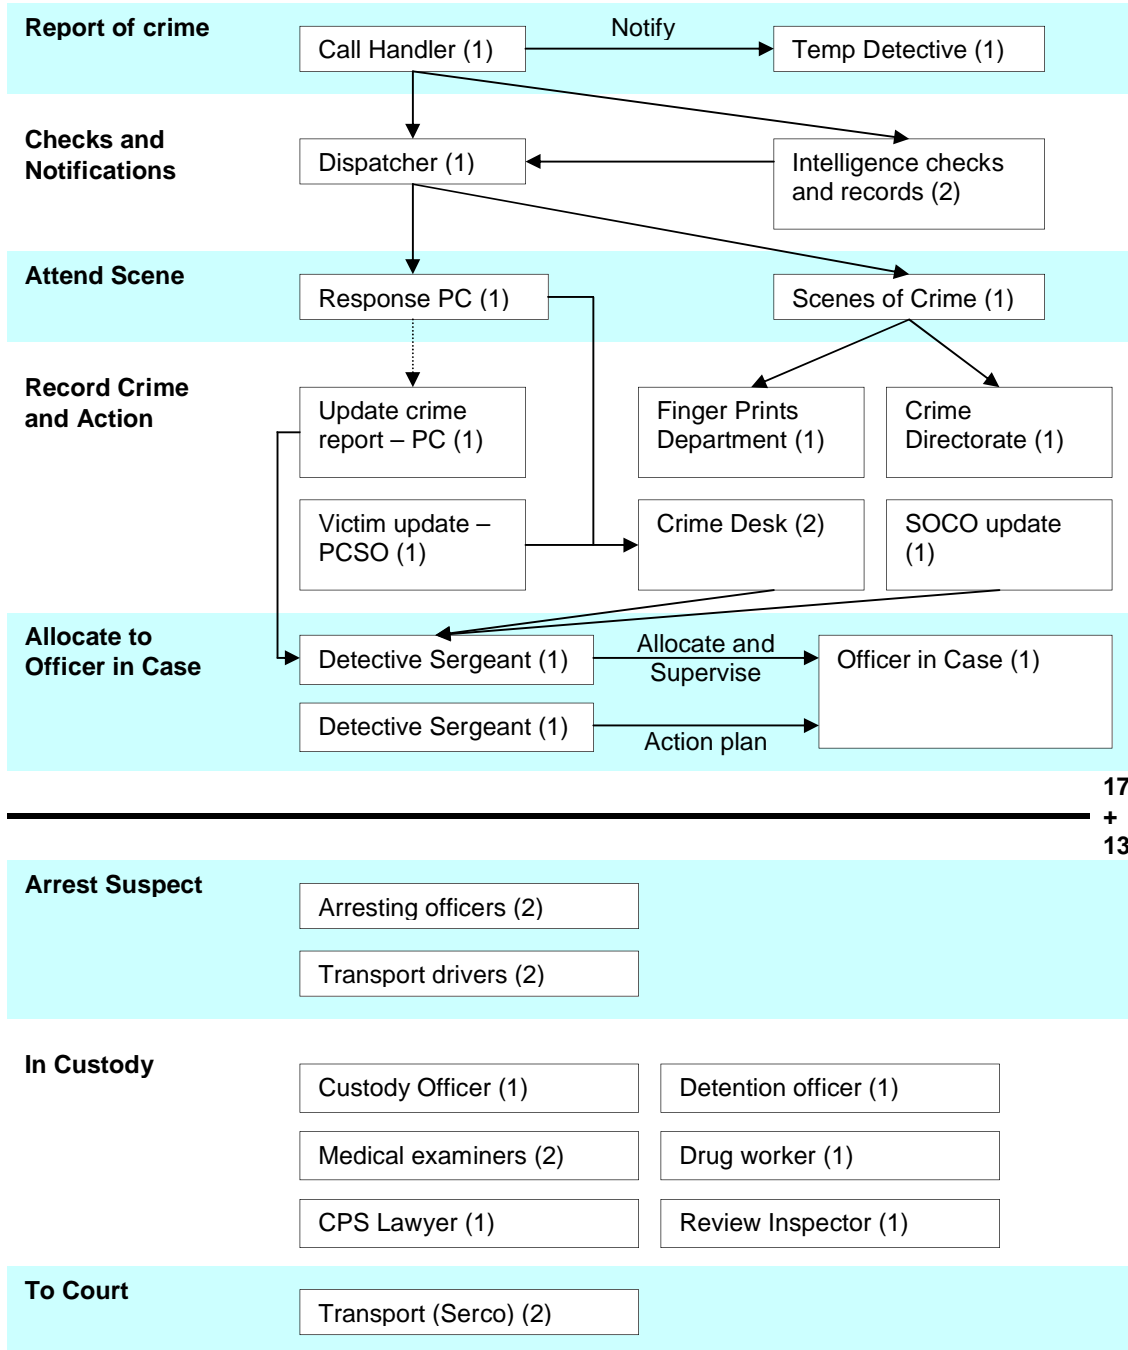 Report of crime
Notify
Call Handler (1)
Temp Detective (1)
Checks and
Notifications
Dispatcher (1)
Intelligence checks
and records (2)
Attend Scene
Response PC (1)
Scenes of Crime (1)
Record Crime
and Action
Update crime
report – PC (1)
Finger Prints
Department (1)
Crime
Directorate (1)
Victim update –
PCSO (1)
Crime Desk (2)
SOCO update
(1)
Allocate to
Officer in Case
Detective Sergeant (1)
Allocate and
Supervise
Officer in Case (1)
Detective Sergeant (1)
Action plan
17
+
13
Arrest Suspect
Arresting officers (2)
Transport drivers (2)
In Custody
Custody Officer (1)
Detention officer (1)
Medical examiners (2)
Drug worker (1)
CPS Lawyer (1)
Review Inspector (1)
To Court
Transport (Serco) (2)